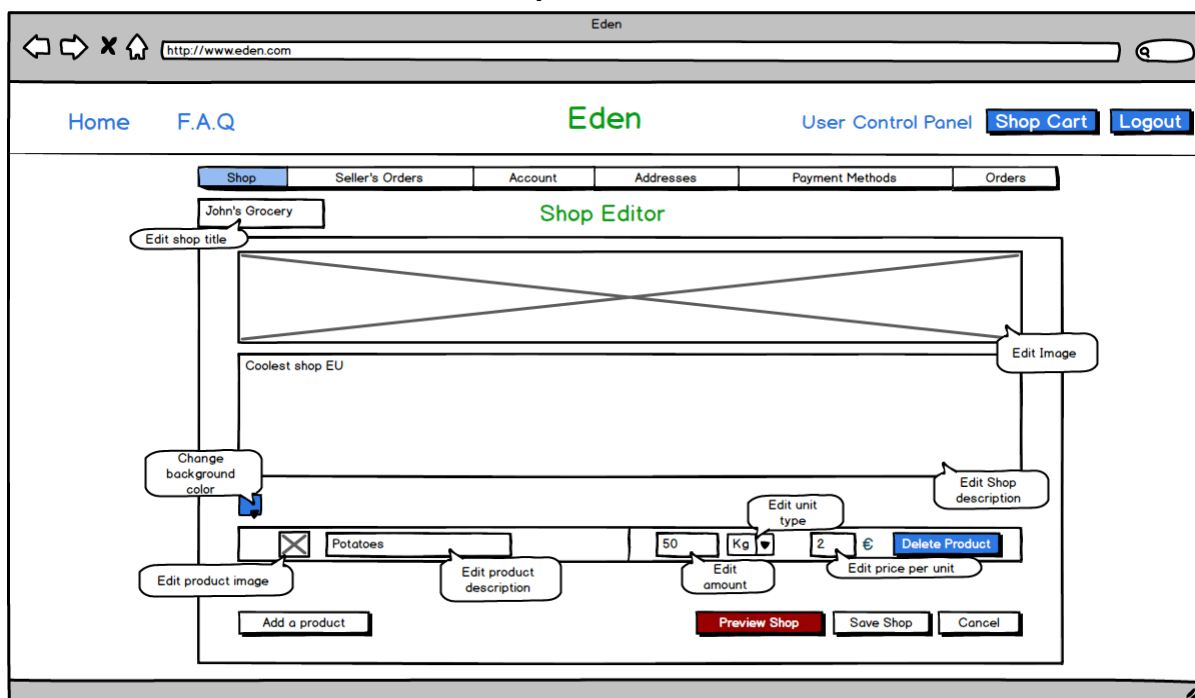 Eden
http://www.eden.com
Home F.A.Q Eden User Control Panel Shop Cart Logout
Shop Seller's Orders Account Addresses Payment Methods Orders
John's Grocery Shop Editor
Edit shop title
Edit Image
Coolest shop EU
Change
background
color
Edit Shop
description
Edit unit
type
Potatoes 50 Kg 2 € Delete Product
Edit product image
Edit product
description
Edit
amount
Edit price per unit
Add a product Preview Shop Save Shop Cancel